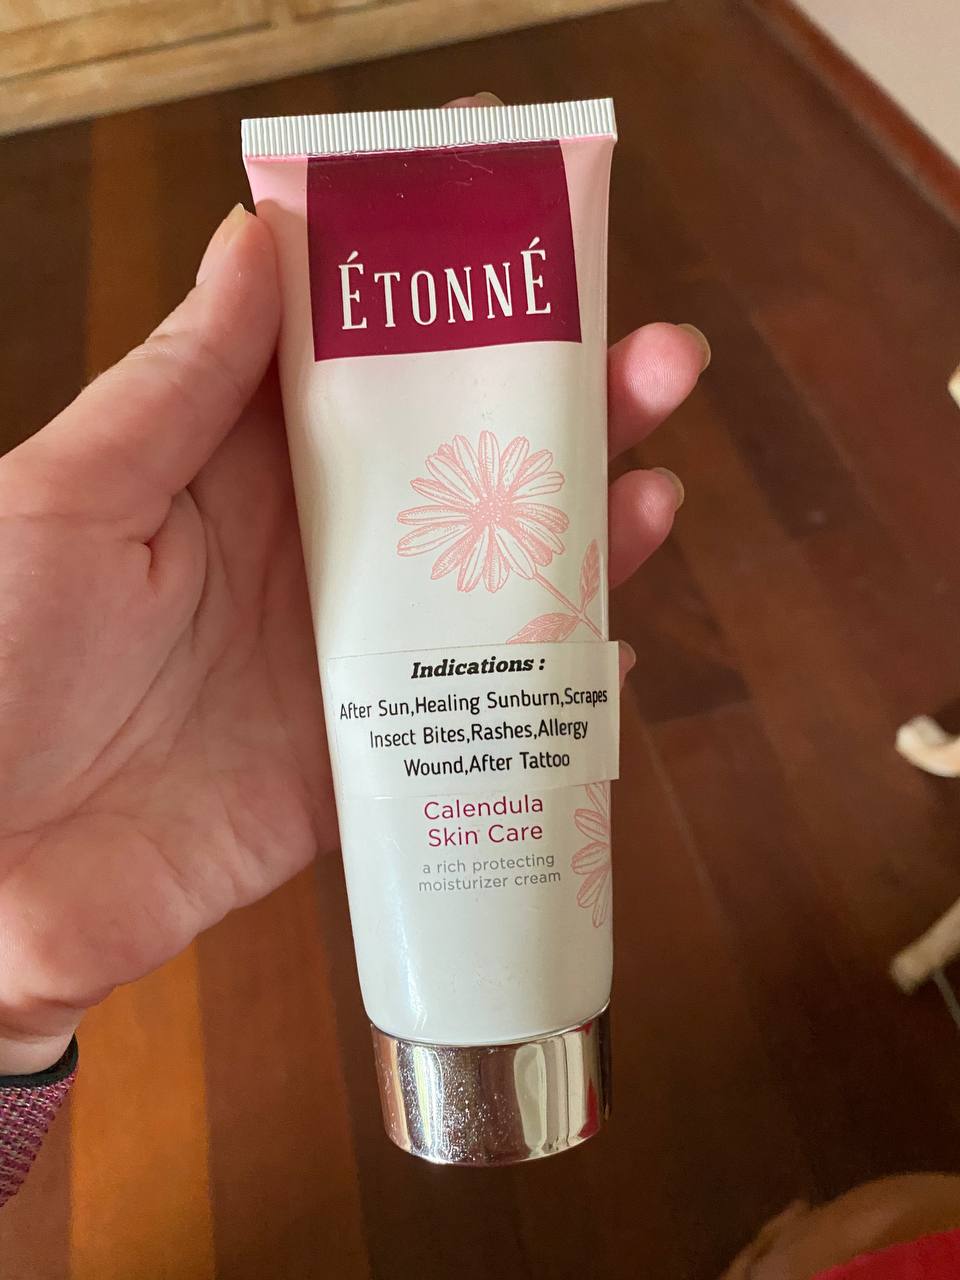 ÉTONNÉ
Indications :
After Sun,Healing Sunburn,Scrapes
Insect Bites,Rashes,Allergy
Wound,After Tattoo
Calendula
Skin Care
a rich protecting
moisturizer cream